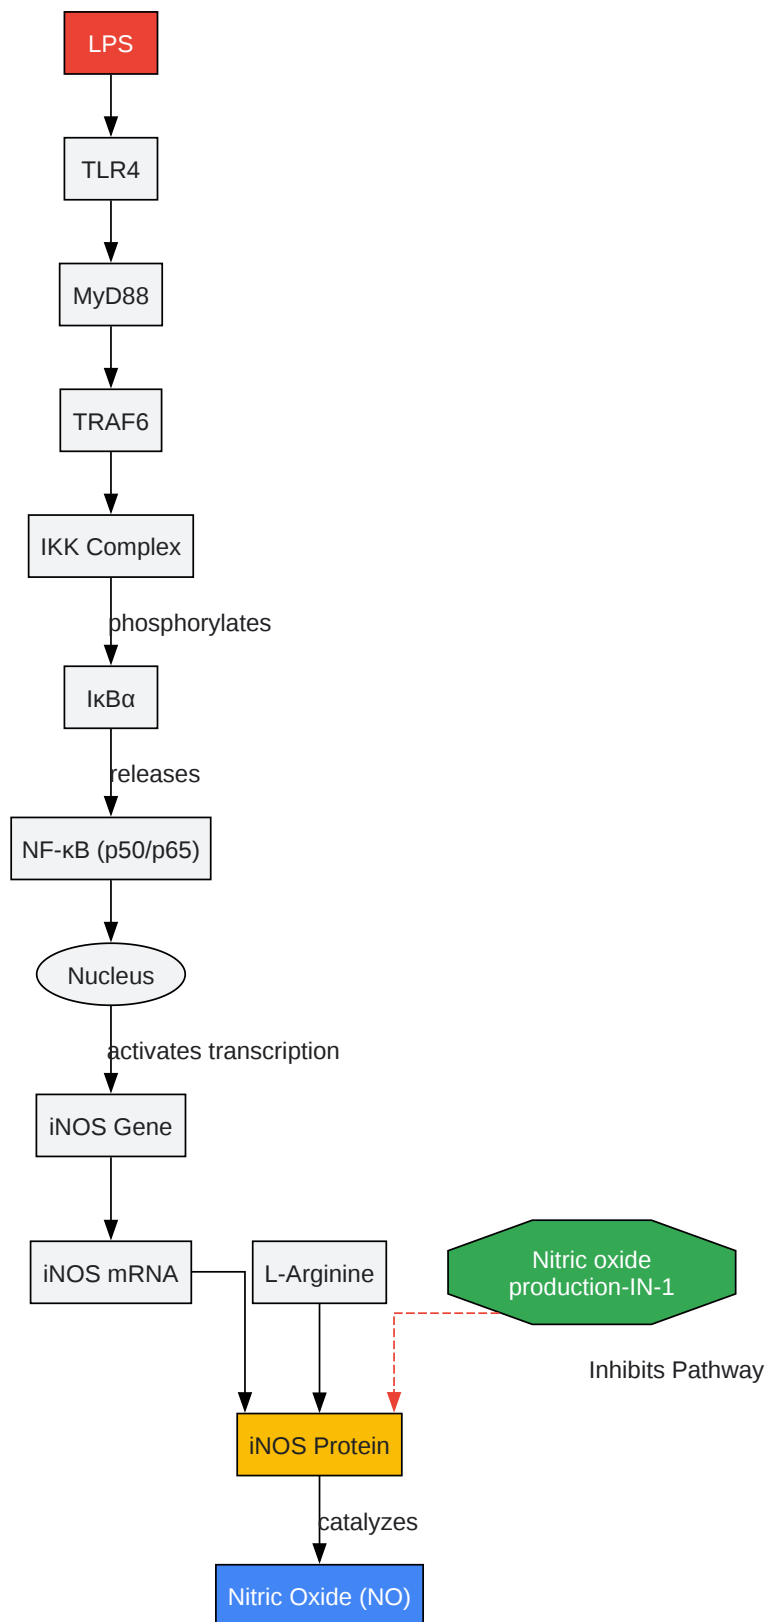 LPS
TLR4
MyD88
TRAF6
IKK Complex
phosphorylates
IκBα
releases
NF-κB (p50/p65)
Nucleus
activates transcription
iNOS Gene
iNOS mRNA
L-Arginine
Nitric oxide
production-IN-1
Inhibits Pathway
iNOS Protein
catalyzes
Nitric Oxide (NO)